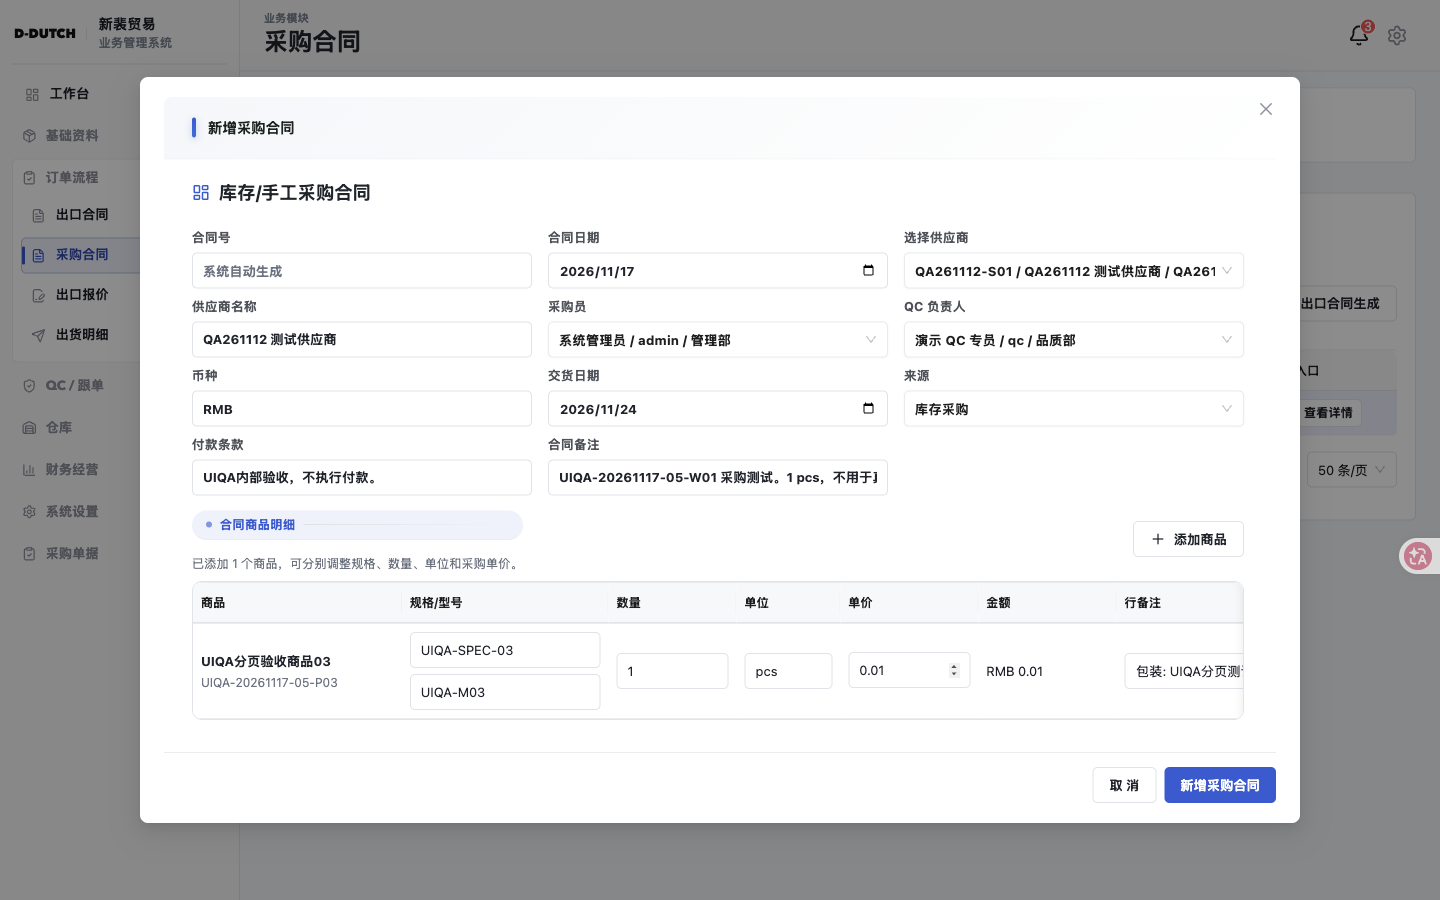 D-DUTCH
新裴贸易
业务管理系统
业务模块
采购合同
3
工作台
基础资料
订单流程
出口合同
采购合同
出口报价
出货明细
QC / 跟单
仓库
财务经营
系统设置
采购单据
出口合同生成
入口
查看详情
50 条/页
新增采购合同
库存/手工采购合同
合同号
合同日期
选择供应商
系统自动生成
2026/11/17
QA261112-S01 / QA261112 测试供应商 / QA261
供应商名称
采购员
QC 负责人
QA261112 测试供应商
系统管理员 / admin / 管理部
演示 QC 专员 / qc / 品质部
币种
交货日期
来源
RMB
2026/11/24
库存采购
付款条款
合同备注
UIQA内部验收，不执行付款。
UIQA-20261117-05-W01 采购测试。1 pcs，不用于
合同商品明细
添加商品
已添加 1 个商品，可分别调整规格、数量、单位和采购单价。
商品
规格/型号
数量
单位
单价
金额
行备注
UIQA分页验收商品03
UIQA-20261117-05-P03
UIQA-SPEC-03
UIQA-M03
1
pcs
0.01
RMB 0.01
包装: UIQA分页测
取 消
新增采购合同